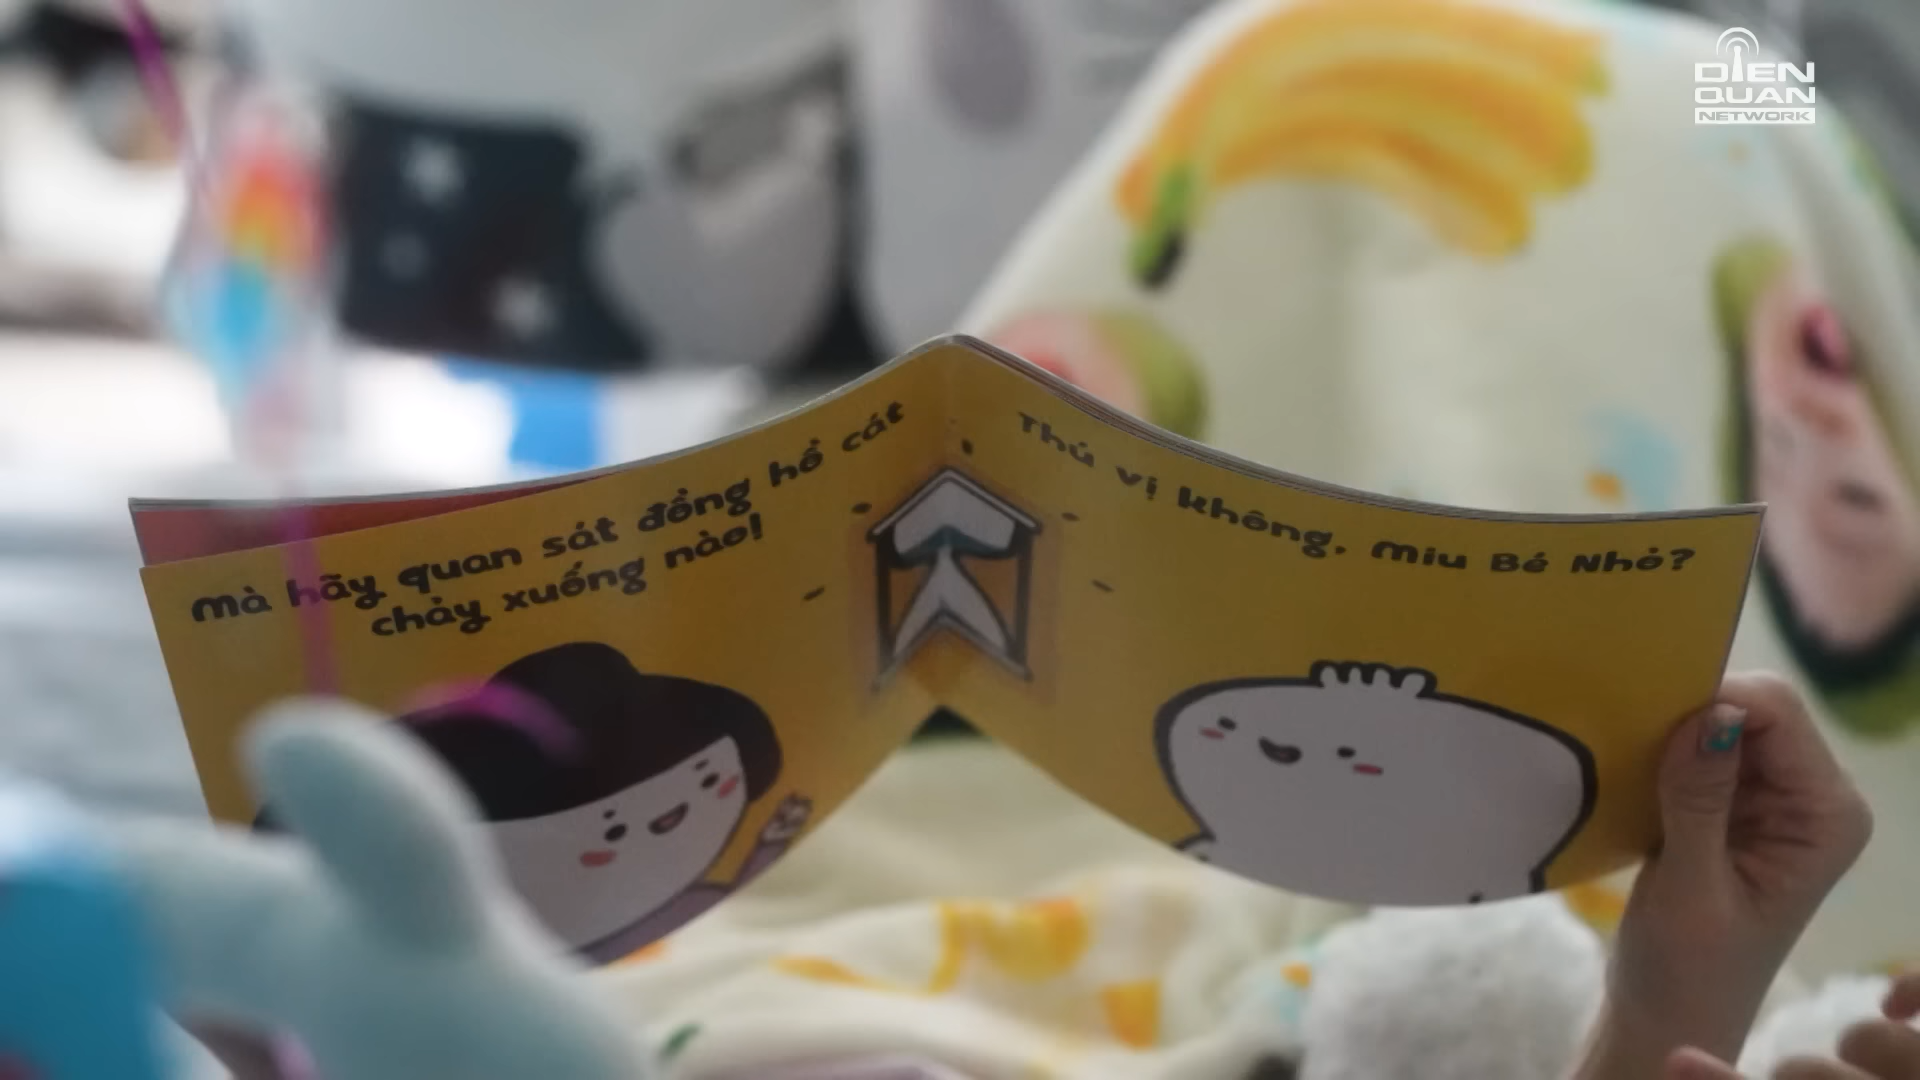 DIEN
QUAN
NETWORK
Mà hãy quan sát đồng hồ cát
chảy xuống nào!
Thú vị không, Miu Bé Nhỏ?